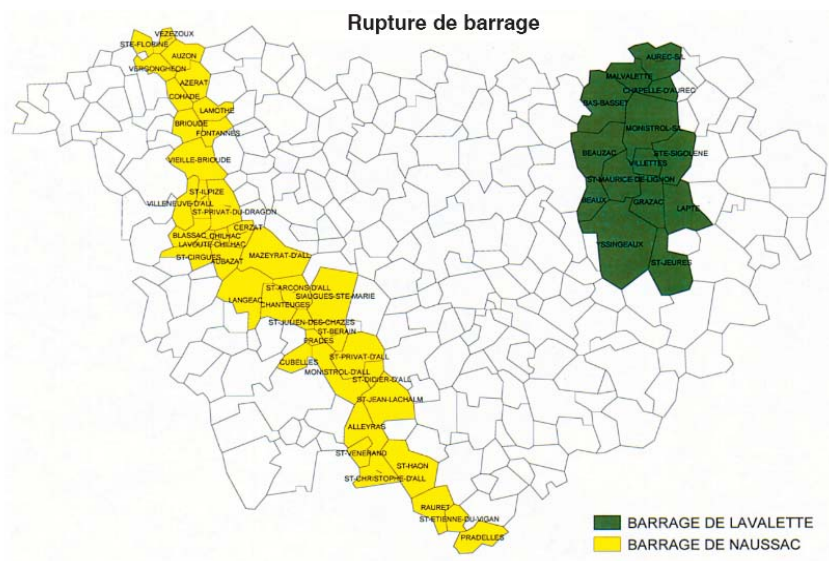 Rupture de barrage
VEZEZOUX
STE-FLORINE
AUZON
VERGONGHEON
AZERAT
COHADE
LAMOTHE
BRIOUDE
FONTANNES
VIEILLE-BRIOUDE
ST-ILPIZE
VILLENEUVE-D'ALL
ST-PRIVAT-DU-DRAGON
CERZAT
BLASSAC
CHILHAC
LAVOUTE-CHILHAC
ST-CIRGUES
AUBAZAT
MAZEYRAT-D'ALL
ST-ARCONS-D'ALL
SIAUGUES-STE-MARIE
LANGEAC
CHANTEUGES
ST-JULIEN-DES-CHAZES
ST-BERAIN
PRADES
ST-PRIVAT-D'ALL
CUBELLES
MONISTROL-D'ALL
ST-DIDIER-D'ALL
ST-JEAN-LACHALM
ALLEYRAS
ST-VENERAND
ST-HAON
ST-CHRISTOPHE-D'ALL
RAURET
ST-ETIENNE-DU-VIGAN
PRADELLES
AUREC-S/L
MALVALETTE
CHAPELLE-D'AUREC
BAS-BASSET
MONISTROL-S/L
BEAUZAC
STE-SIGOLENE
VILLETTES
ST-MAURICE-DE-LIGNON
BEAUX
GRAZAC
LAPTE
YSSINGEAUX
ST-JEURES
BARRAGE DE LAVALETTE
BARRAGE DE NAUSSAC